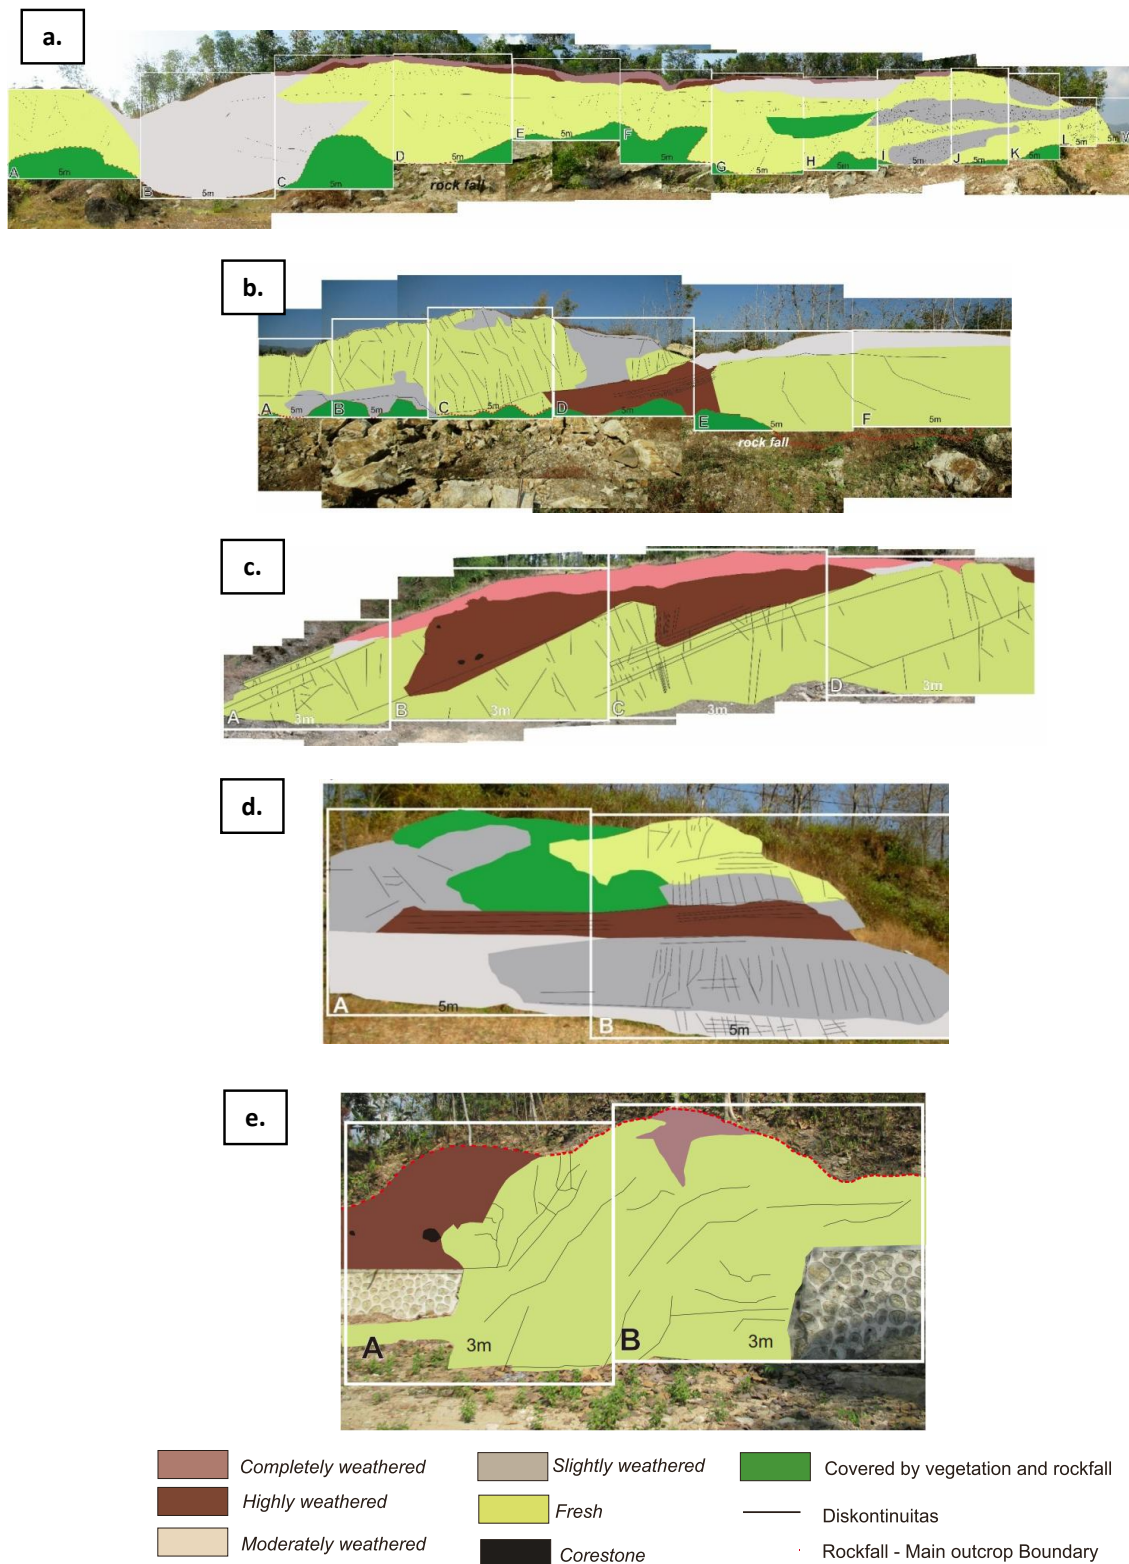 a.
A 5m
B 5m
C 5m
D 5m
E 5m
F 5m
G 5m
H 5m
I 5m
J 5m
K 5m
L
rock fall
b.
A 5m
B 5m
C 5m
D 5m
E
F 5m
rock fall
c.
A 3m
B 3m
C 3m
D 3m
d.
A 5m
B 5m
e.
A 3m
B 3m
Completely weathered
Highly weathered
Moderately weathered
Slightly weathered
Fresh
Corestone
Covered by vegetation and rockfall
Diskontinuitas
Rockfall - Main outcrop Boundary